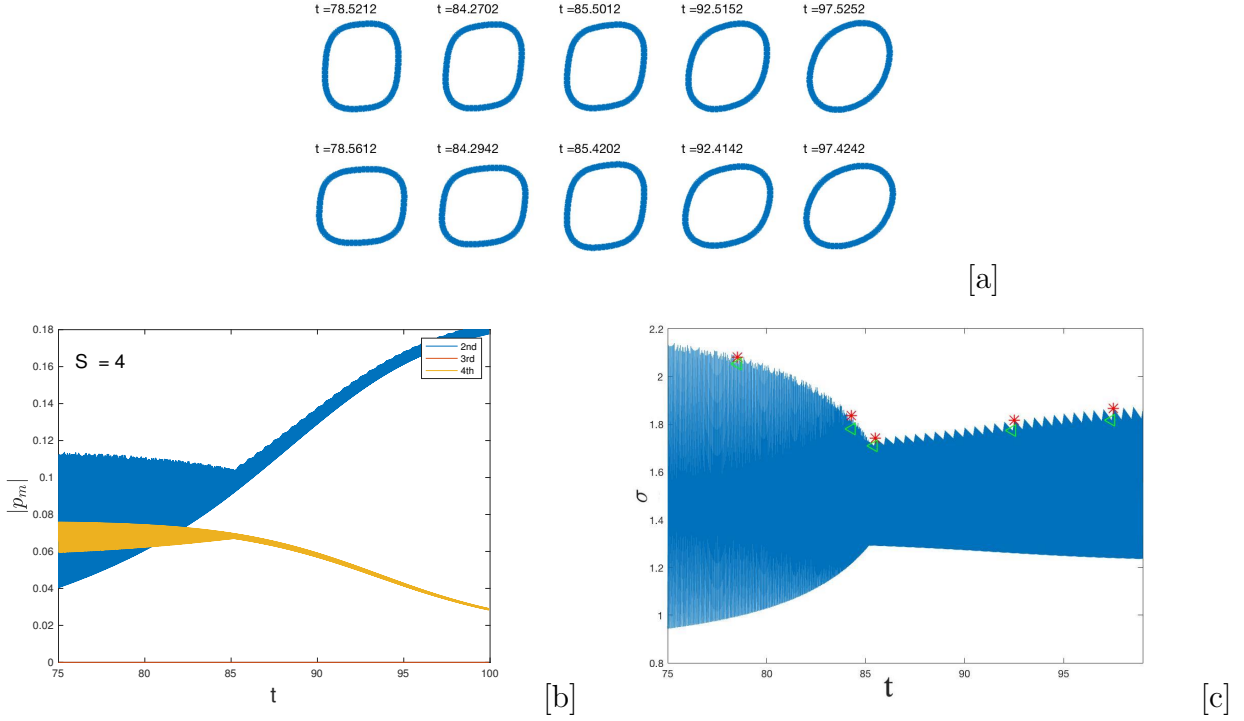 t =78.5212 t =84.2702 t =85.5012 t =92.5152 t =97.5252
t =78.5612 t =84.2942 t =85.4202 t =92.4142 t =97.4242
[a]
|p_m|
0.18
0.16
0.14
0.12
0.1
0.08
0.06
0.04
0.02
0
S = 4
2nd
3rd
4th
75 80 85 90 95 100
t
[b]
σ
2.2
2
1.8
1.6
1.4
1.2
1
0.8
75 80 85 90 95
t
[c]